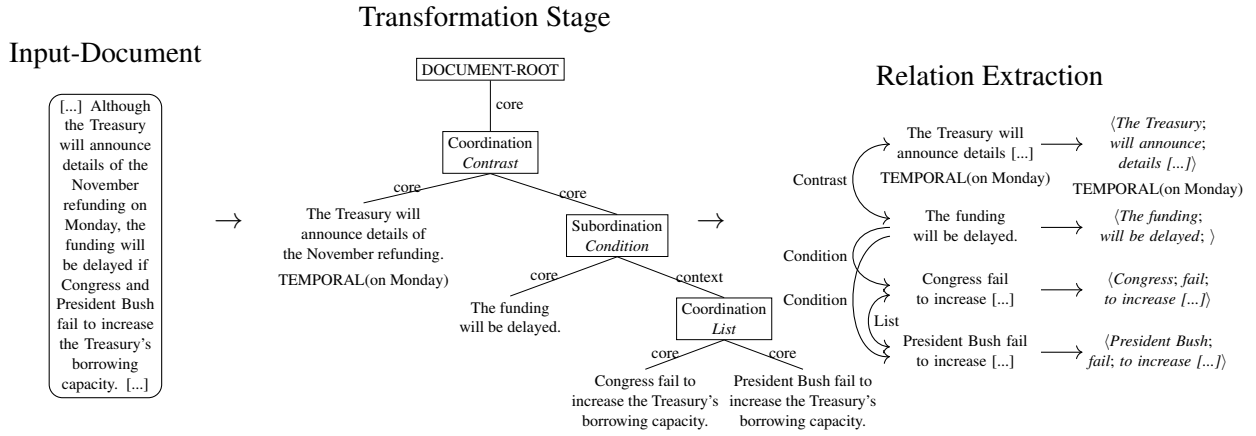 Input-Document
[...] Although
the Treasury
will announce
details of the
November
refunding on
Monday, the
funding will
be delayed if
Congress and
President Bush
fail to increase
the Treasury's
borrowing
capacity. [...]
Transformation Stage
DOCUMENT-ROOT
core
Coordination
Contrast
core
core
The Treasury will
announce details of
the November refunding.
TEMPORAL(on Monday)
Subordination
Condition
core
context
The funding
will be delayed.
Coordination
List
core
core
Congress fail to
increase the Treasury's
borrowing capacity.
President Bush fail to
increase the Treasury's
borrowing capacity.
Relation Extraction
Contrast
Condition
Condition
List
The Treasury will
announce details [...]
TEMPORAL(on Monday)
The funding
will be delayed.
Congress fail
to increase [...]
President Bush fail
to increase [...]
⟨The Treasury;
will announce;
details [...]⟩
TEMPORAL(on Monday)
⟨The funding;
will be delayed; ⟩
⟨Congress; fail;
to increase [...]⟩
⟨President Bush;
fail; to increase [...]⟩